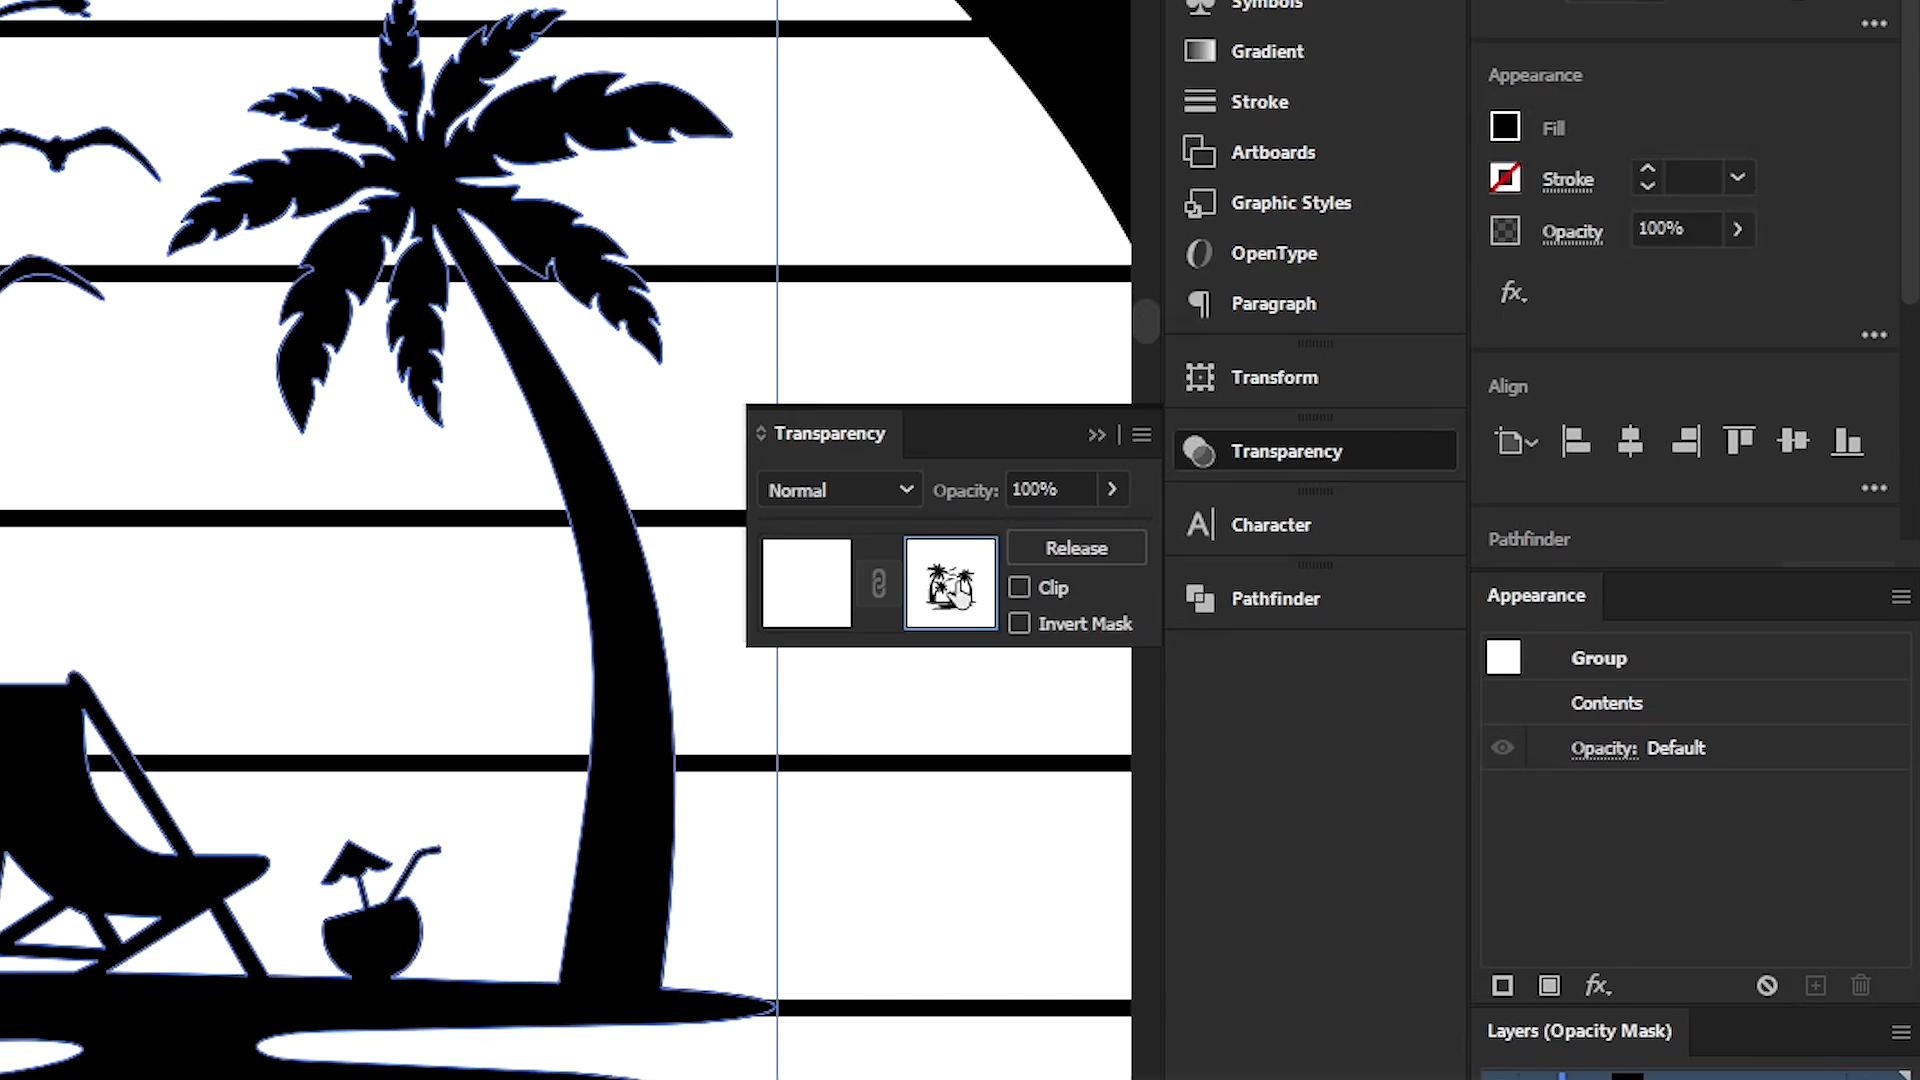 Symbols
Gradient
Stroke
Artboards
Graphic Styles
OpenType
Paragraph
Transform
Transparency
Character
Pathfinder
Transparency
Normal
Opacity: 100%
Release
Clip
Invert Mask
Appearance
Fill
Stroke
Opacity 100%
fx.
Align
Pathfinder
Appearance
Group
Contents
Opacity: Default
fx.
Layers (Opacity Mask)